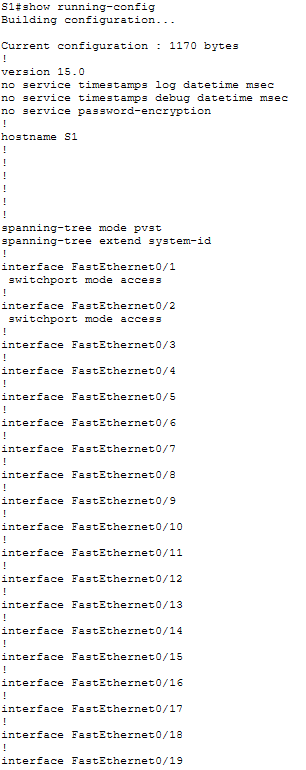 S1#show running-config
Building configuration...
Current configuration : 1170 bytes
!
version 15.0
no service timestamps log datetime msec
no service timestamps debug datetime msec
no service password-encryption
!
hostname S1
!
!
!
!
!
!
spanning-tree mode pvst
spanning-tree extend system-id
!
interface FastEthernet0/1
 switchport mode access
!
interface FastEthernet0/2
 switchport mode access
!
interface FastEthernet0/3
!
interface FastEthernet0/4
!
interface FastEthernet0/5
!
interface FastEthernet0/6
!
interface FastEthernet0/7
!
interface FastEthernet0/8
!
interface FastEthernet0/9
!
interface FastEthernet0/10
!
interface FastEthernet0/11
!
interface FastEthernet0/12
!
interface FastEthernet0/13
!
interface FastEthernet0/14
!
interface FastEthernet0/15
!
interface FastEthernet0/16
!
interface FastEthernet0/17
!
interface FastEthernet0/18
!
interface FastEthernet0/19